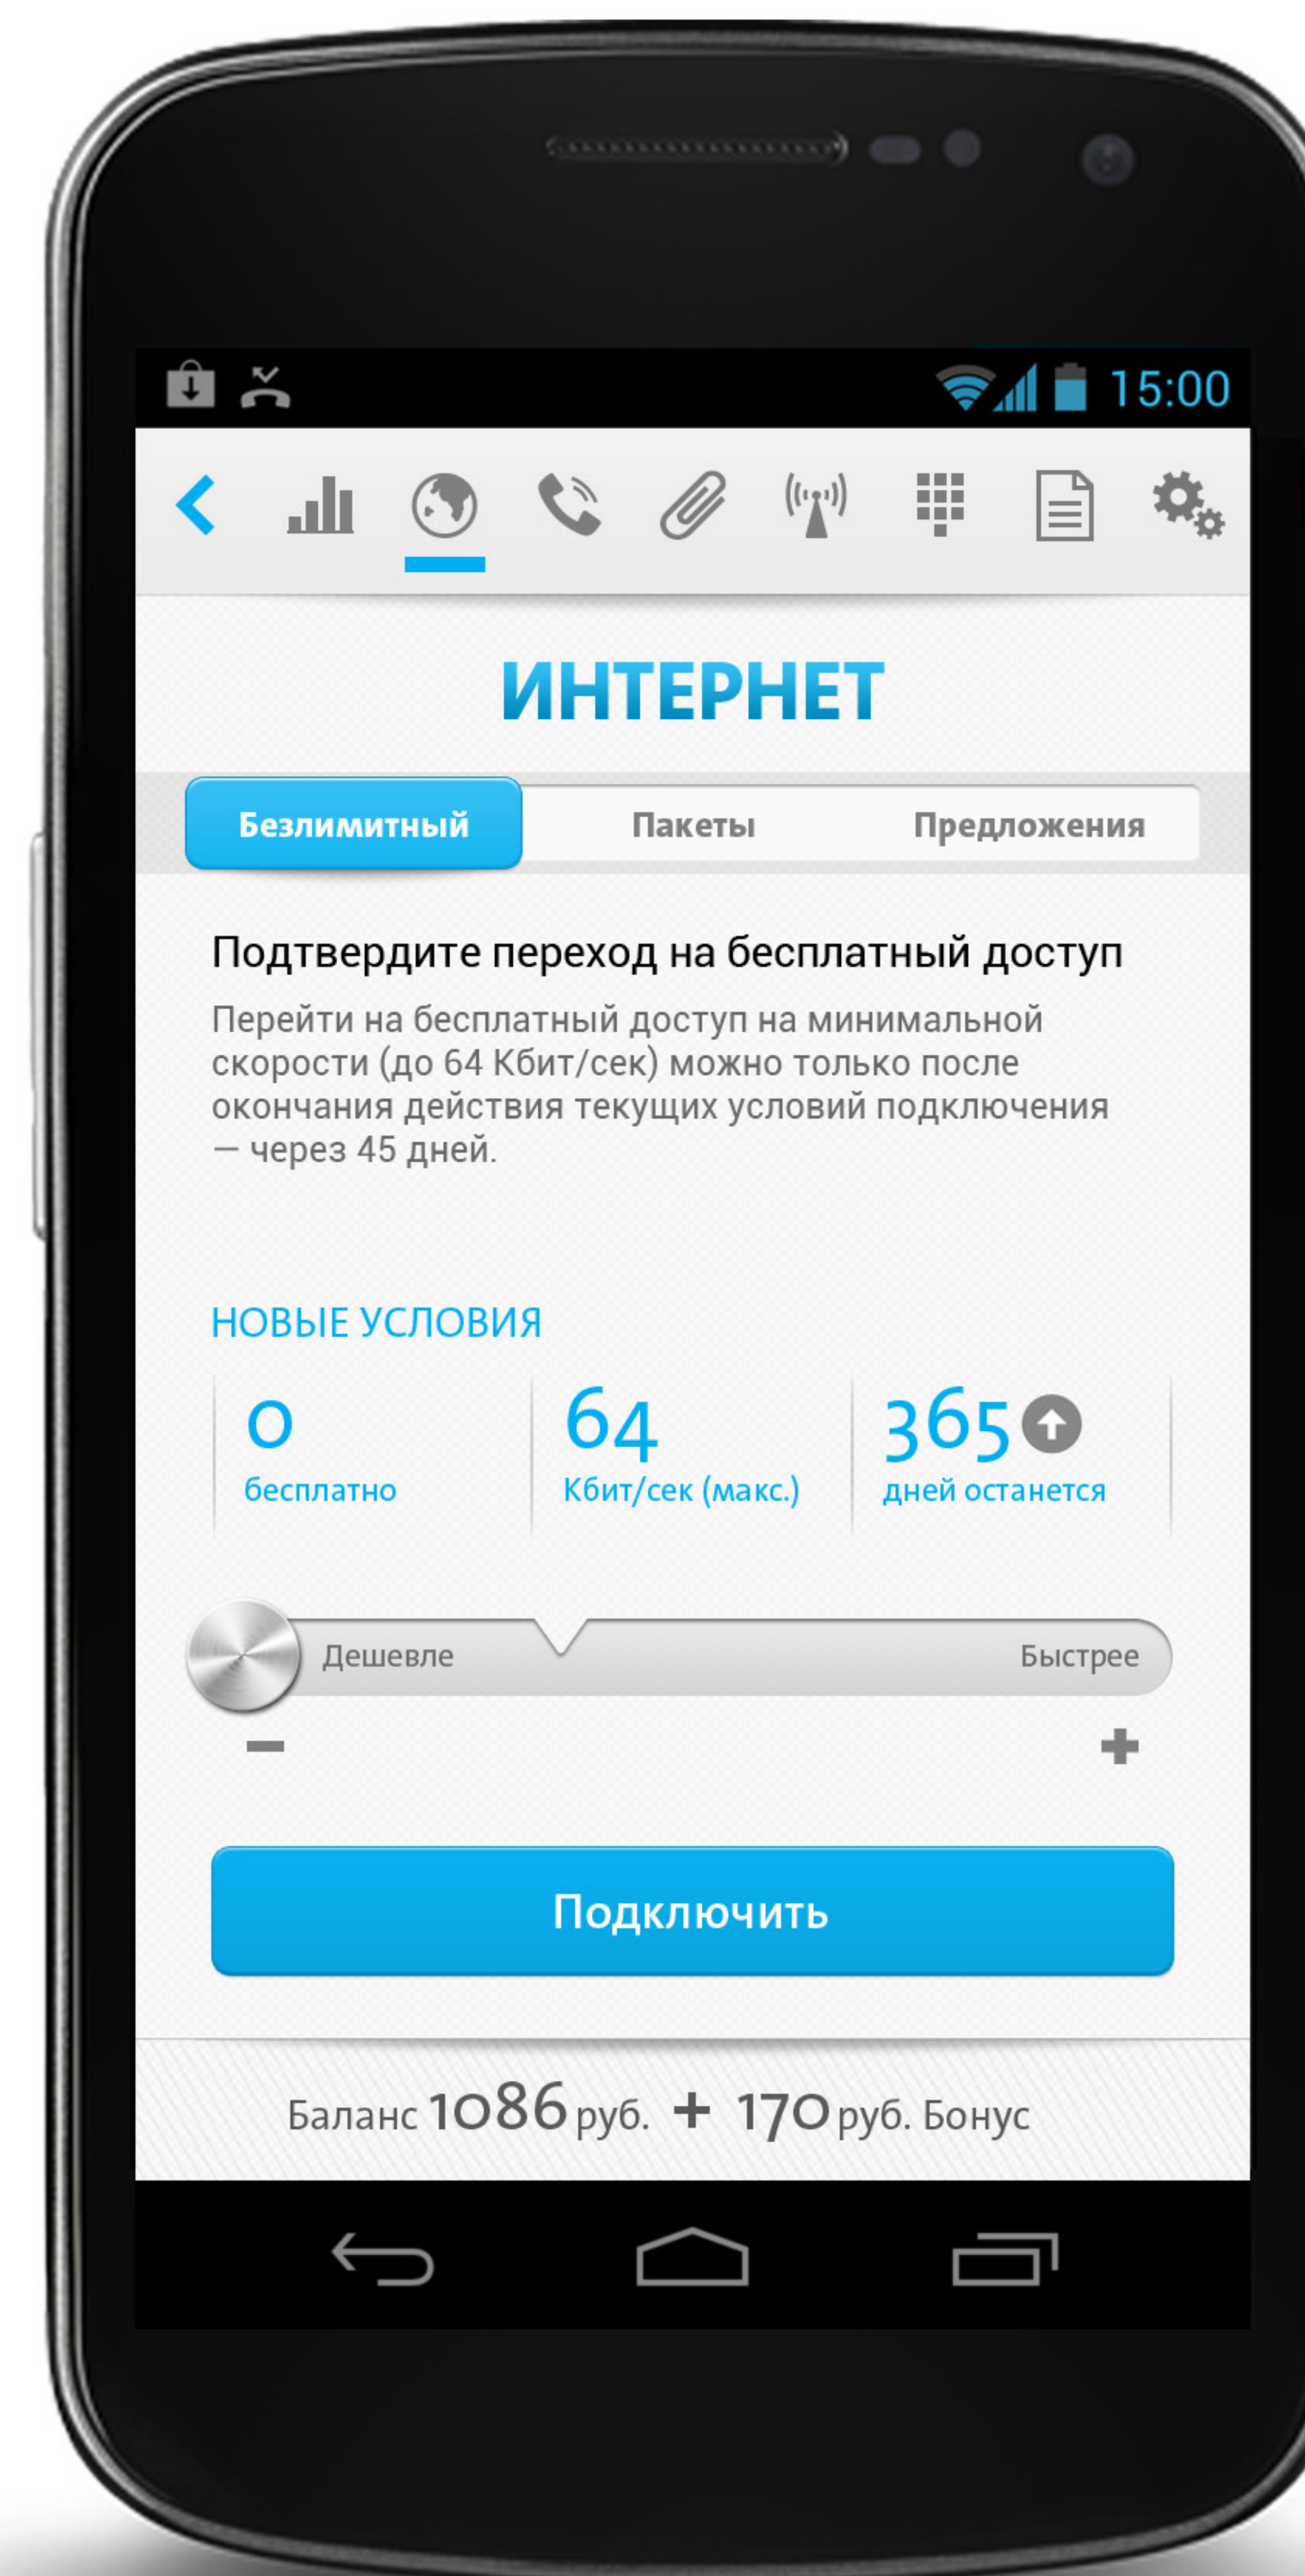 15:00
ИНТЕРНЕТ
Безлимитный Пакеты Предложения
Подтвердите переход на бесплатный доступ
Перейти на бесплатный доступ на минимальной
скорости (до 64 Кбит/сек) можно только после
окончания действия текущих условий подключения
— через 45 дней.
НОВЫЕ УСЛОВИЯ
0 64 365
бесплатно Кбит/сек (макс.) дней останется
Дешевле Быстрее
Подключить
Баланс 1086 руб. + 170 руб. Бонус